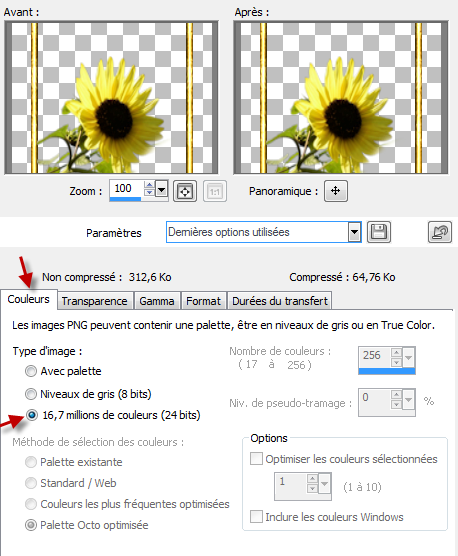 Avant :
Après :
Zoom : 100 1:1 Panoramique :
Paramètres Dernières options utilisées
Non compressé : 312,6 Ko Compressé : 64,76 Ko
Couleurs Transparence Gamma Format Durées du transfert
Les images PNG peuvent contenir une palette, être en niveaux de gris ou en True Color.
Type d'image :
Avec palette
Niveaux de gris (8 bits)
16,7 millions de couleurs (24 bits)
Nombre de couleurs : 256
( 17 à 256 )
Niv. de pseudo-tramage : 0 %
Méthode de sélection des couleurs :
Palette existante
Standard / Web
Couleurs les plus fréquentes optimisées
Palette Octo optimisée
Options
Optimiser les couleurs sélectionnées
1 (1 à 10)
Inclure les couleurs Windows